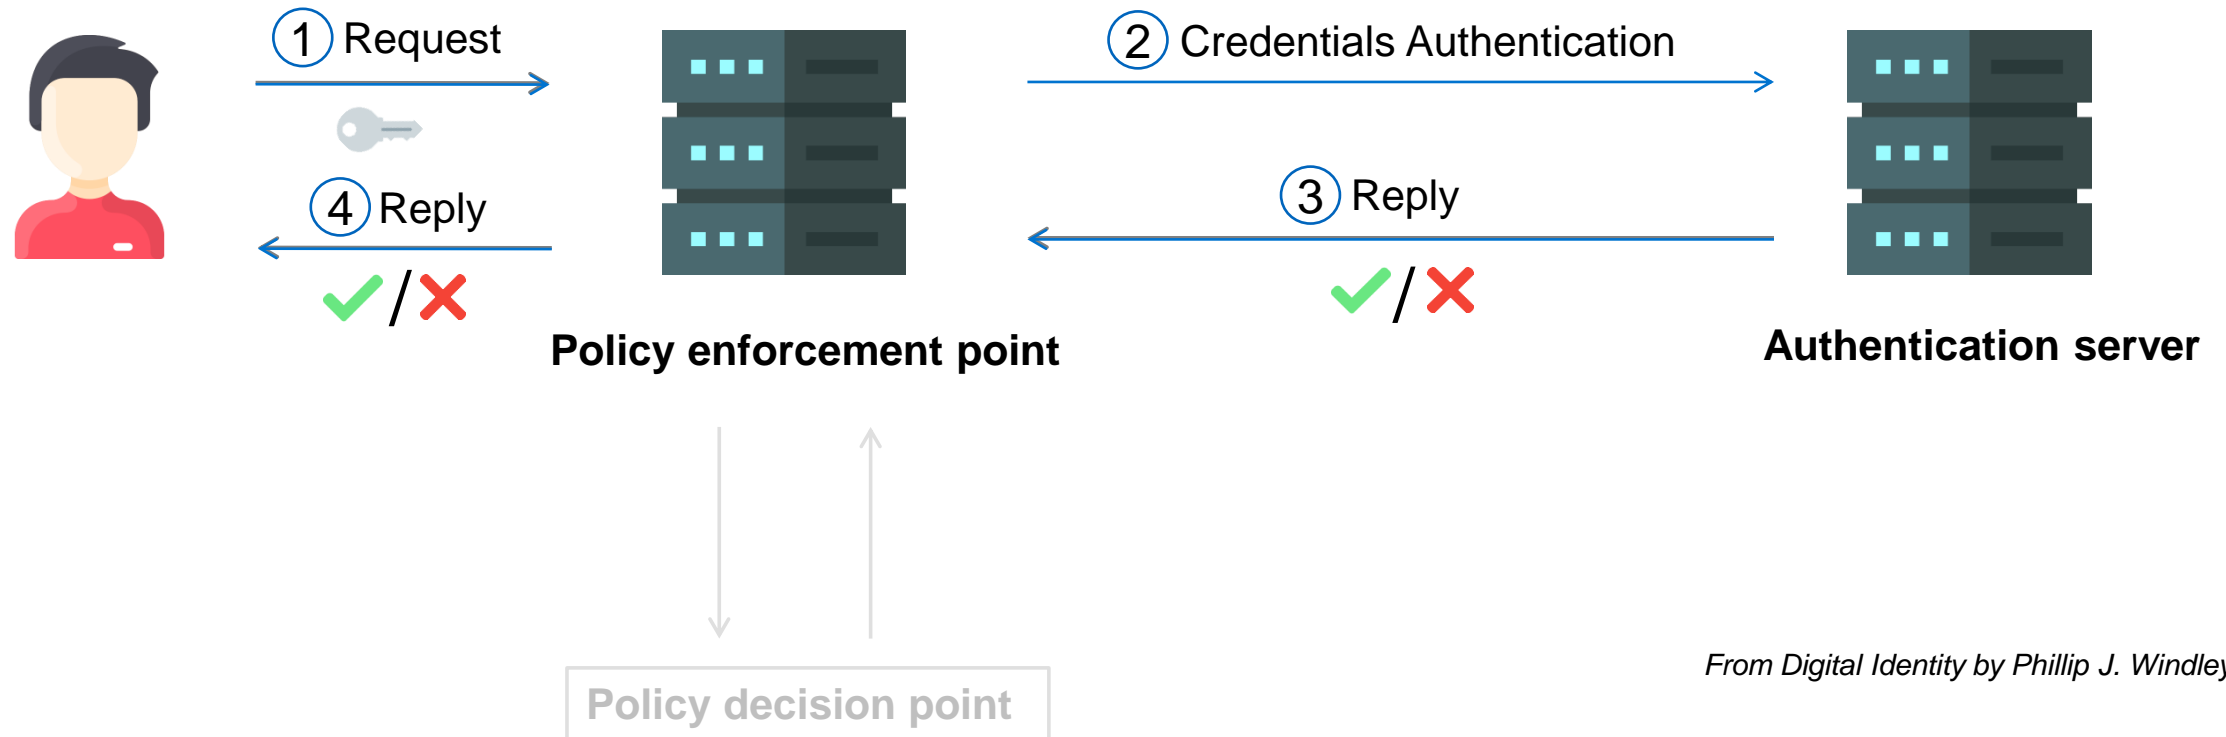 1 Request
2 Credentials Authentication
4 Reply
3 Reply
/
/
Policy enforcement point
Authentication server
From Digital Identity by Phillip J. Windley
Policy decision point